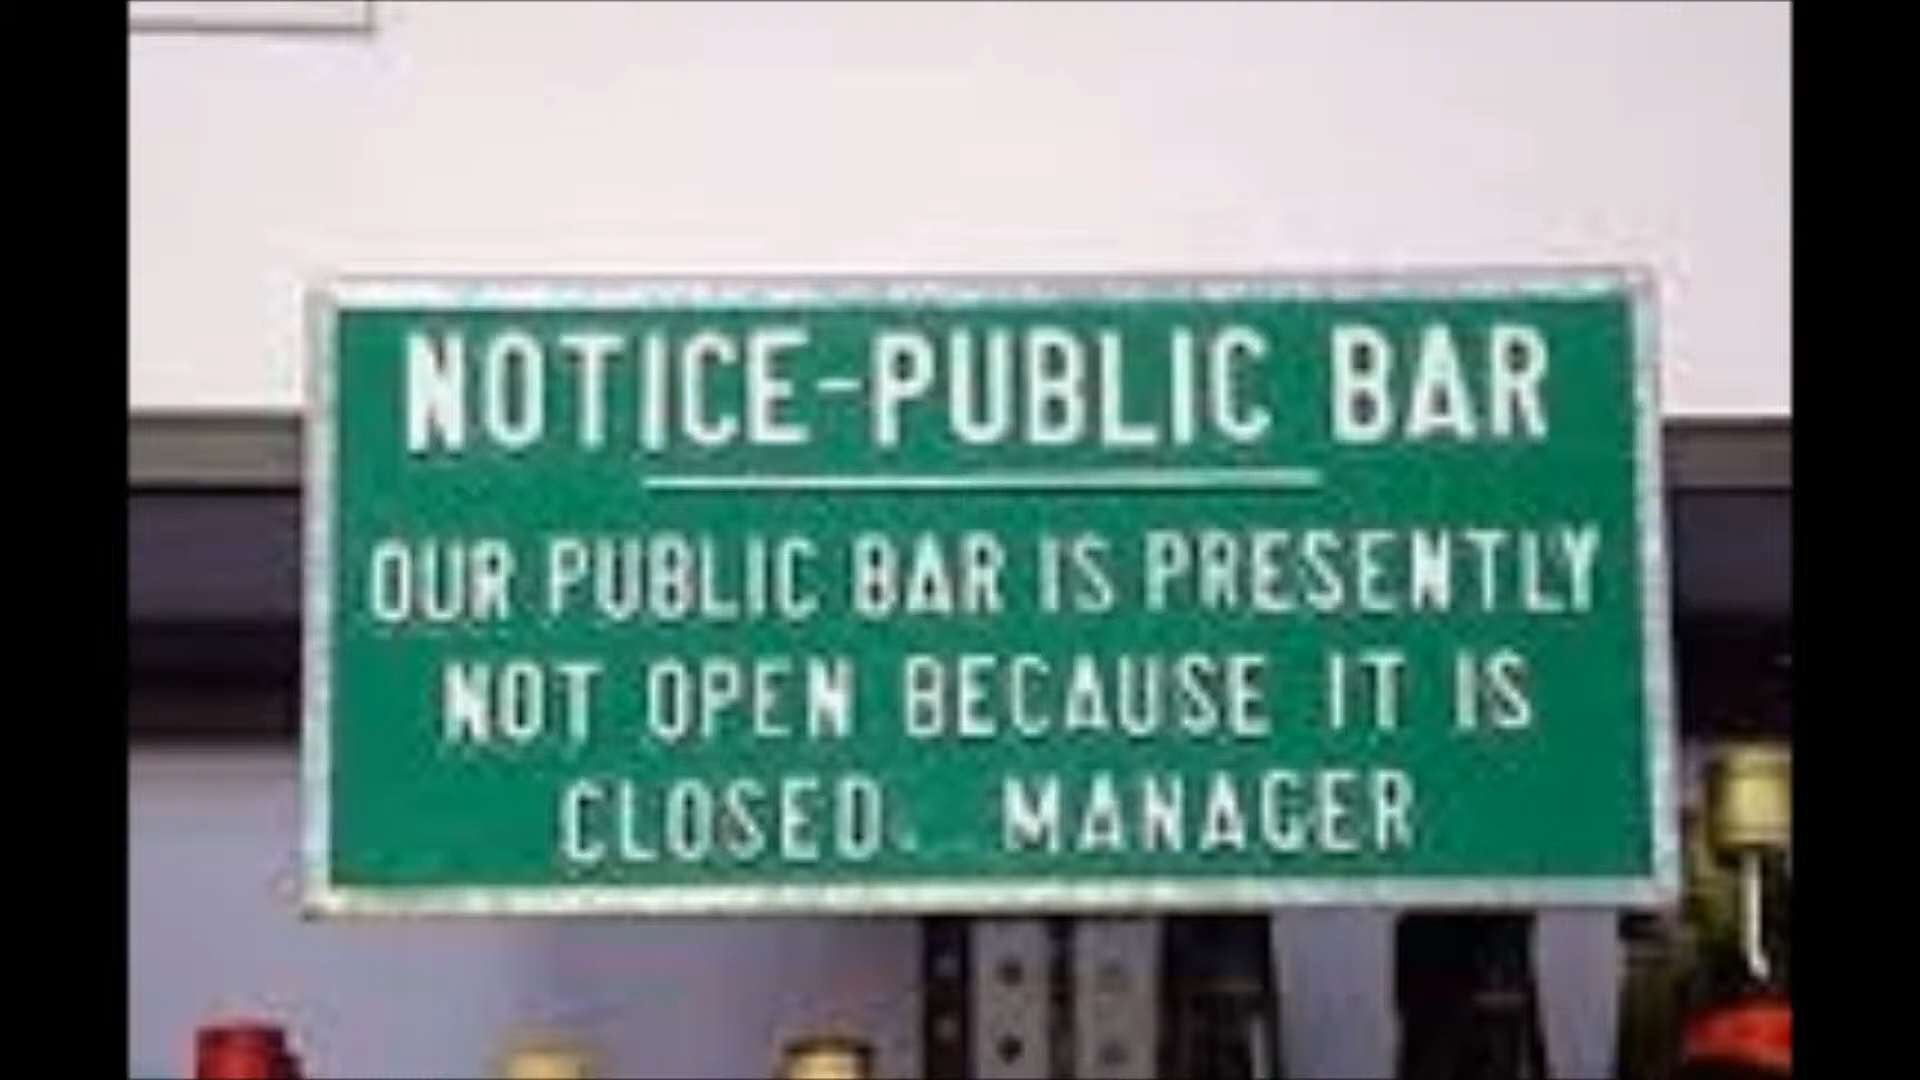 NOTICE-PUBLIC BAR
OUR PUBLIC BAR IS PRESENTLY
NOT OPEN BECAUSE IT IS
CLOSED. MANAGER